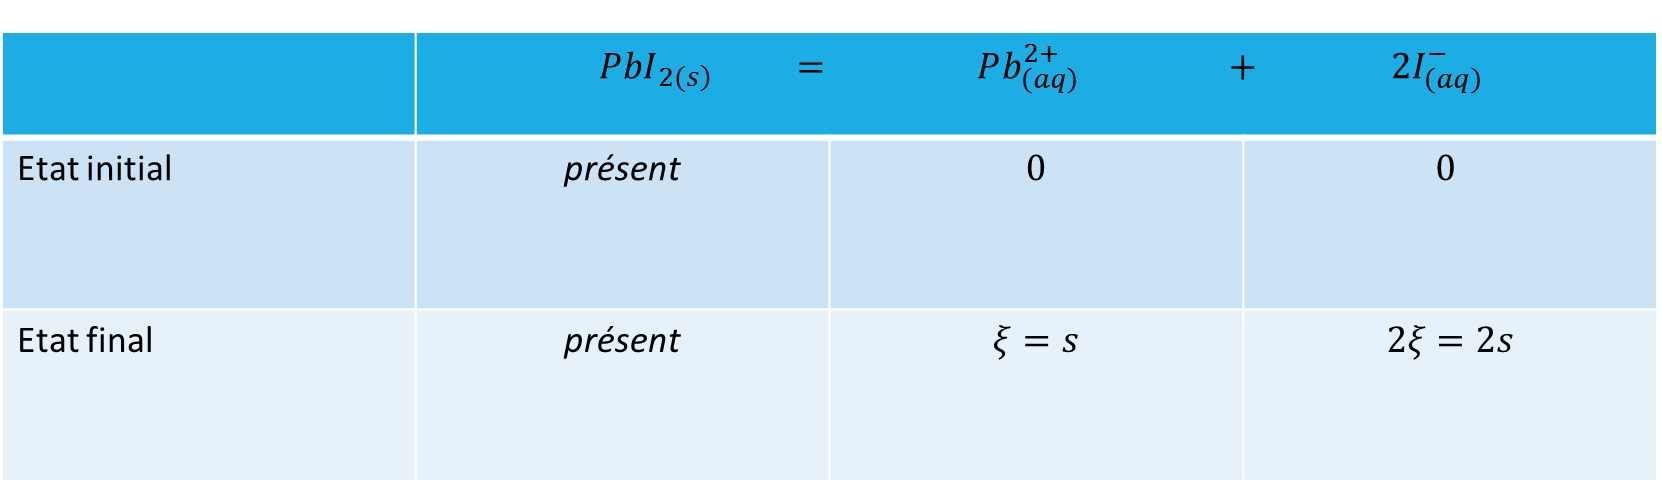 PbI₂₍ₛ₎ = Pb²⁺₍aq₎ + 2I⁻₍aq₎
Etat initial présent 0 0
Etat final présent ξ = s 2ξ = 2s